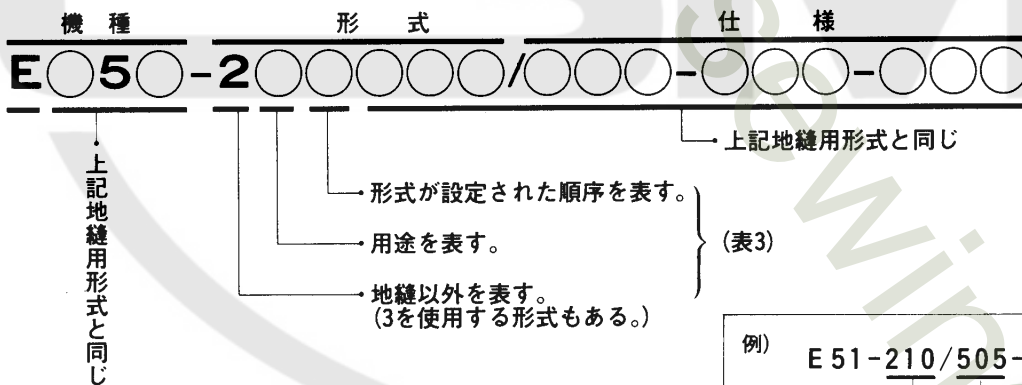 機種 形式 仕様
E○5○-2○○○○○/○○○-○○○-○○○
上記地縫用形式と同じ
形式が設定された順序を表す。
用途を表す。
(表3)
地縫以外を表す。
(3を使用する形式もある。)
上記地縫用形式と同じ
例) E51-210/505-
sewin